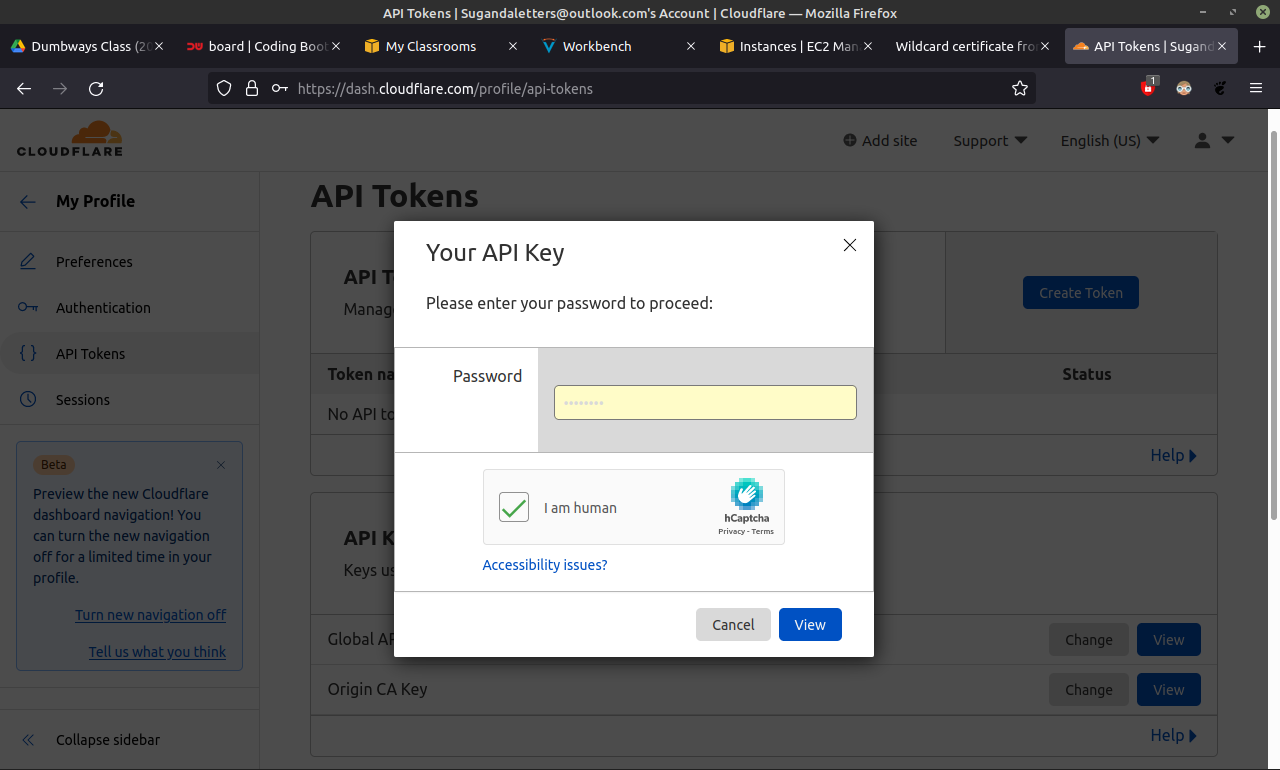 API Tokens | Sugandaletters@outlook.com's Account | Cloudflare — Mozilla Firefox
Dumbways Class (20
board | Coding Boot
My Classrooms
Workbench
Instances | EC2 Man
Wildcard certificate fro
API Tokens | Sugand
https://dash.cloudflare.com/profile/api-tokens
1
CLOUDFLARE
Add site
Support
English (US)
My Profile
Preferences
Authentication
API Tokens
Sessions
Beta
Preview the new Cloudflare
dashboard navigation! You
can turn the new navigation
off for a limited time in your
profile.
Turn new navigation off
Tell us what you think
Collapse sidebar
API Tokens
API T
Manag
Create Token
Token na
Status
No API to
Help
API K
Keys us
Global AP
Change
View
Origin CA Key
Change
View
Help
Your API Key
Please enter your password to proceed:
Password
••••••••
I am human
hCaptcha
Privacy - Terms
Accessibility issues?
Cancel
View